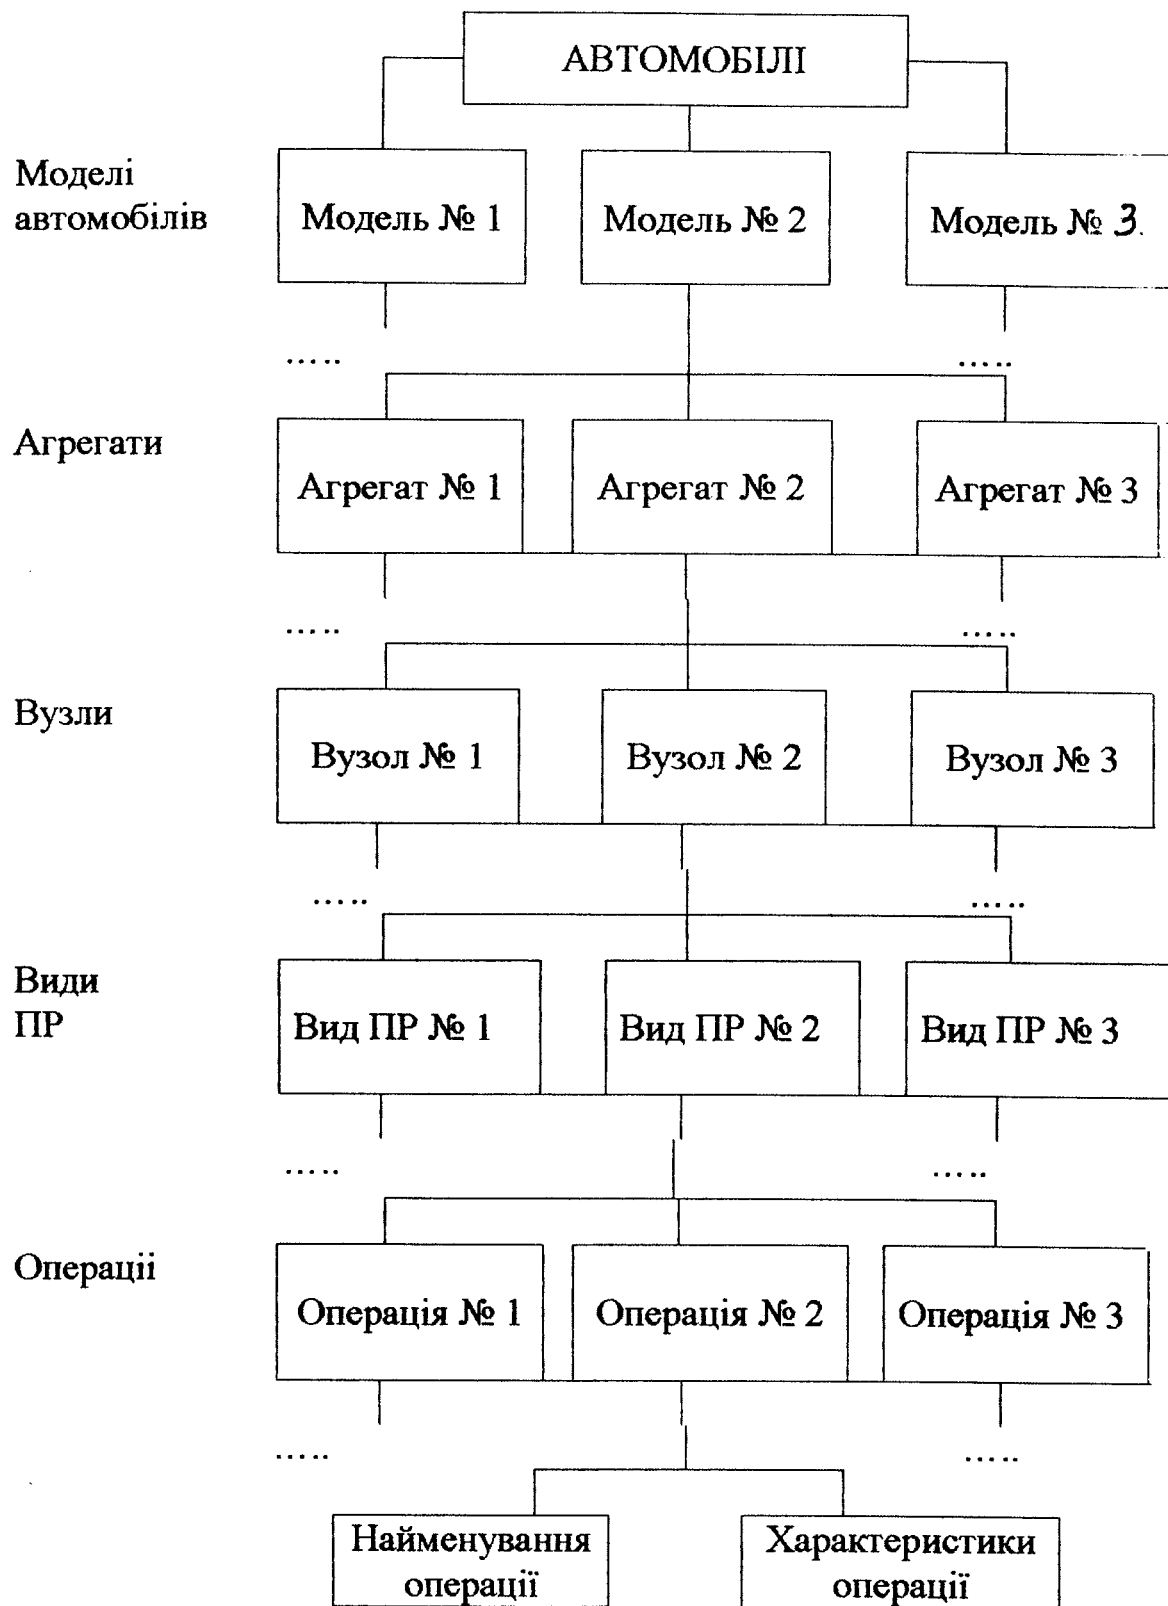 АВТОМОБІЛІ
Моделі
автомобілів
Модель № 1
Модель № 2
Модель № 3.
.....
.....
Агрегати
Агрегат № 1
Агрегат № 2
Агрегат № 3
.....
.....
Вузли
Вузол № 1
Вузол № 2
Вузол № 3
.....
.....
Види
ПР
Вид ПР № 1
Вид ПР № 2
Вид ПР № 3
.....
.....
Операціі
Операція № 1
Операція № 2
Операція № 3
.....
.....
Найменування
операції
Характеристики
операції